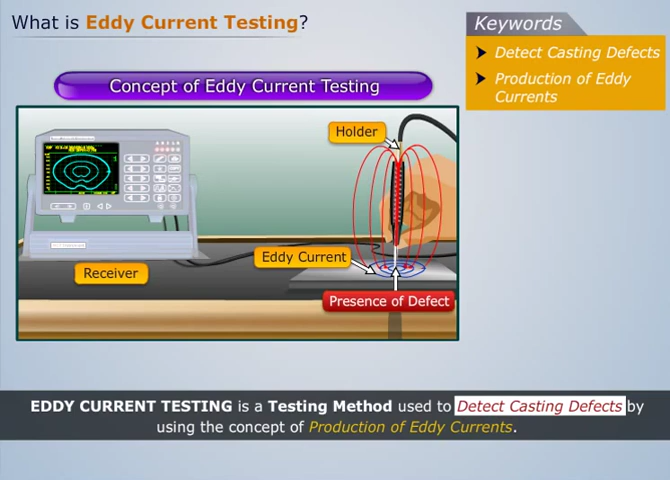 What is Eddy Current Testing?
Keywords
Detect Casting Defects
Production of Eddy
Currents
Concept of Eddy Current Testing
Holder
Eddy Current
Receiver
Presence of Defect
EDDY CURRENT TESTING is a Testing Method used to Detect Casting Defects by
using the concept of Production of Eddy Currents.